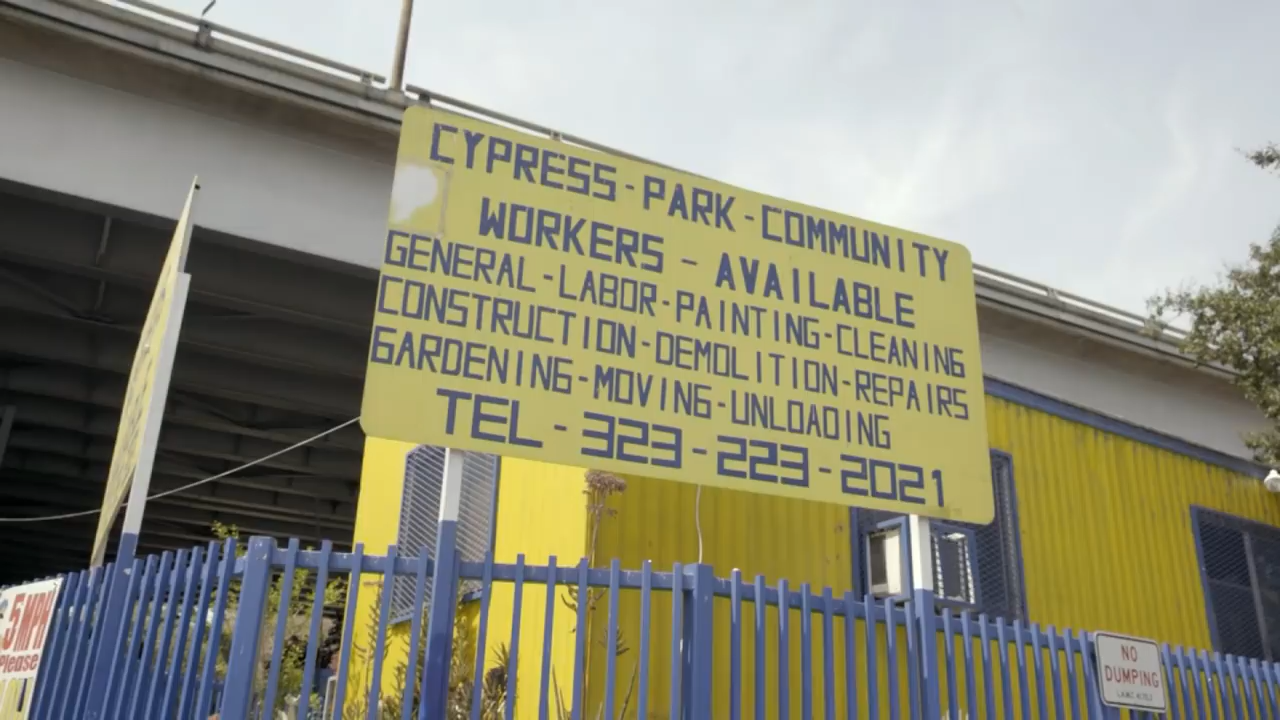 CYPRESS-PARK-COMMUNITY
WORKERS - AVAILABLE
GENERAL-LABOR-PAINTING-CLEANING
CONSTRUCTION-DEMOLITION-REPAIRS
GARDENING-MOVING-UNLOADING
TEL-323-223-2021
5MPH
Please
NO
DUMPING